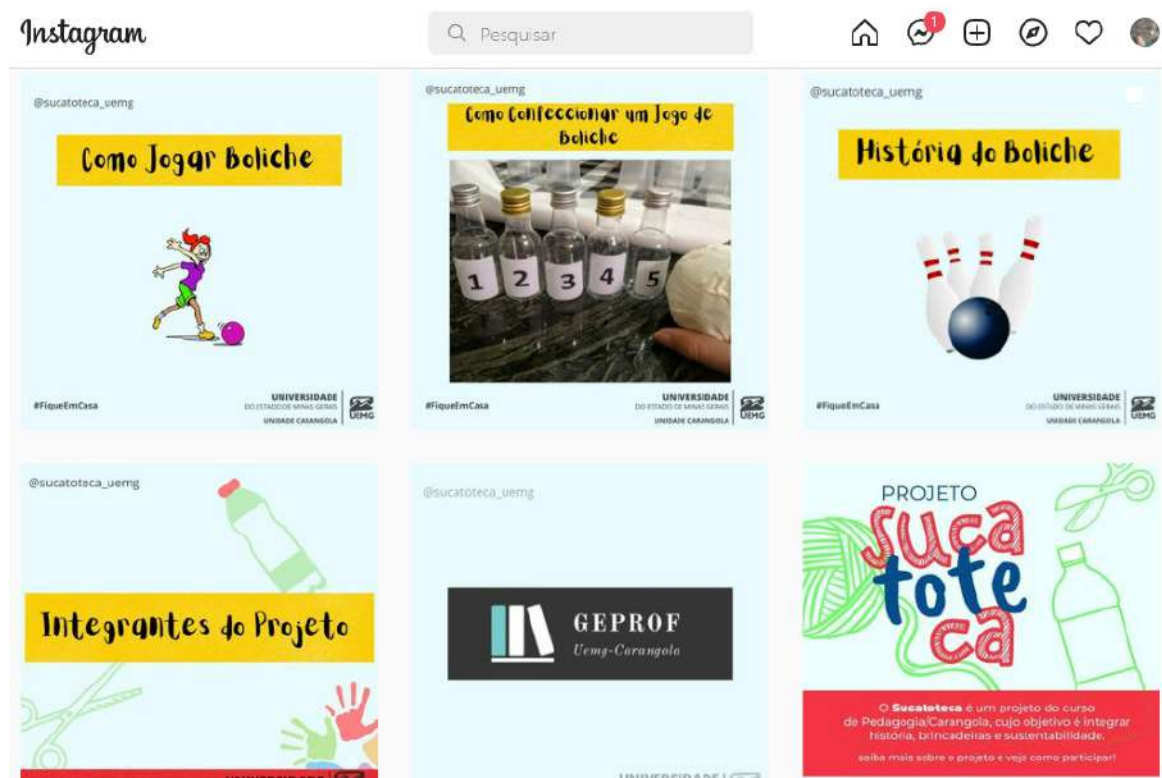 Instagram
Pesquisar
1
@sucatoteca_uemg
Como Jogar Boliche
#FiqueEmCasa
UNIVERSIDADE
DO ESTADO DE MINAS GERAIS
UNIDADE CARANGOLA
UEMG
@sucatoteca_uemg
Como Confeccionar um Jogo de
Boliche
1 2 3 4 5
#FiqueEmCasa
UNIVERSIDADE
DO ESTADO DE MINAS GERAIS
UNIDADE CARANGOLA
UEMG
@sucatoteca_uemg
História do Boliche
#FiqueEmCasa
UNIVERSIDADE
DO ESTADO DE MINAS GERAIS
UNIDADE CARANGOLA
UEMG
@sucatoteca_uemg
Integrantes do Projeto
UNIVERSIDADE
@sucatoteca_uemg
GEPROF
Uemg-Carangola
UNIVERSIDADE
PROJETO
suca
tote
ca
O Sucatoteca é um projeto do curso
de Pedagogia/Carangola, cujo objetivo é integrar
história, brincadeiras e sustentabilidade.
saiba mais sobre o projeto e veja como participar!